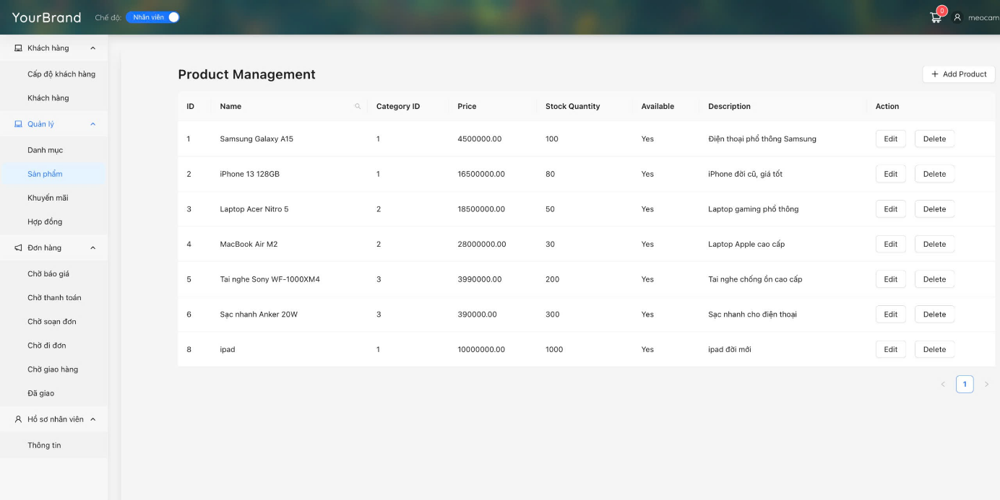 YourBrand Chế độ: Nhân viên 0 meocam
Khách hàng
Cấp độ khách hàng
Khách hàng
Quản lý
Danh mục
Sản phẩm
Khuyến mãi
Hợp đồng
Đơn hàng
Chờ báo giá
Chờ thanh toán
Chờ soạn đơn
Chờ đi đơn
Chờ giao hàng
Đã giao
Hồ sơ nhân viên
Thông tin
Product Management
+ Add Product
ID Name Category ID Price Stock Quantity Available Description Action
1 Samsung Galaxy A15 1 4500000.00 100 Yes Điện thoại phổ thông Samsung Edit Delete
2 iPhone 13 128GB 1 16500000.00 80 Yes iPhone đời cũ, giá tốt Edit Delete
3 Laptop Acer Nitro 5 2 18500000.00 50 Yes Laptop gaming phổ thông Edit Delete
4 MacBook Air M2 2 28000000.00 30 Yes Laptop Apple cao cấp Edit Delete
5 Tai nghe Sony WF-1000XM4 3 3990000.00 200 Yes Tai nghe chống ồn cao cấp Edit Delete
6 Sạc nhanh Anker 20W 3 390000.00 300 Yes Sạc nhanh cho điện thoại Edit Delete
8 ipad 1 10000000.00 1000 Yes ipad đời mới Edit Delete
1